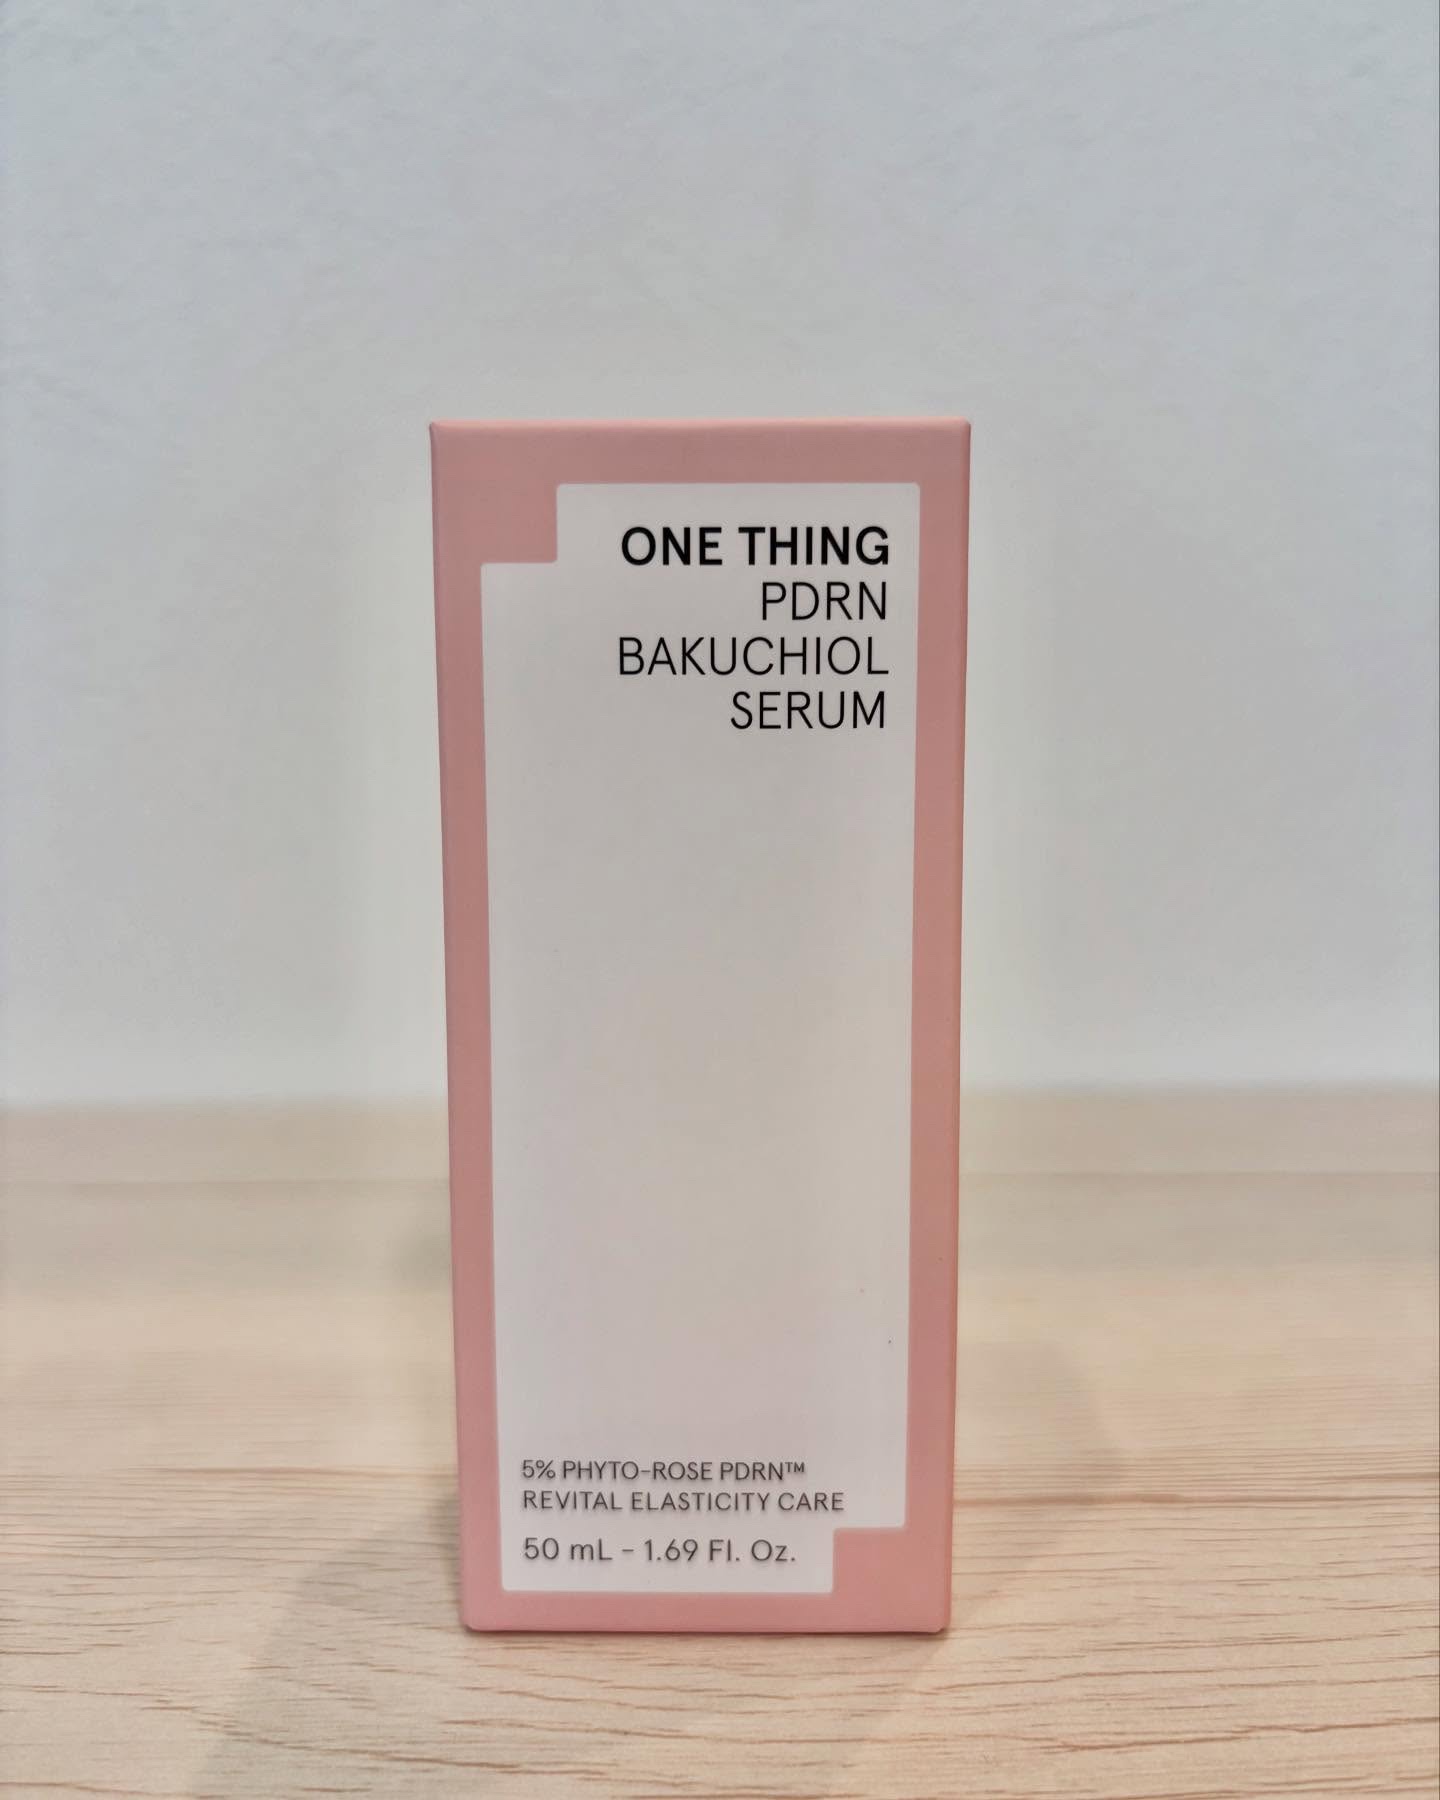 ONE THING
PDRN
BAKUCHIOL
SERUM
5% PHYTO-ROSE PDRN™
REVITAL ELASTICITY CARE
50 mL - 1.69 Fl. Oz.